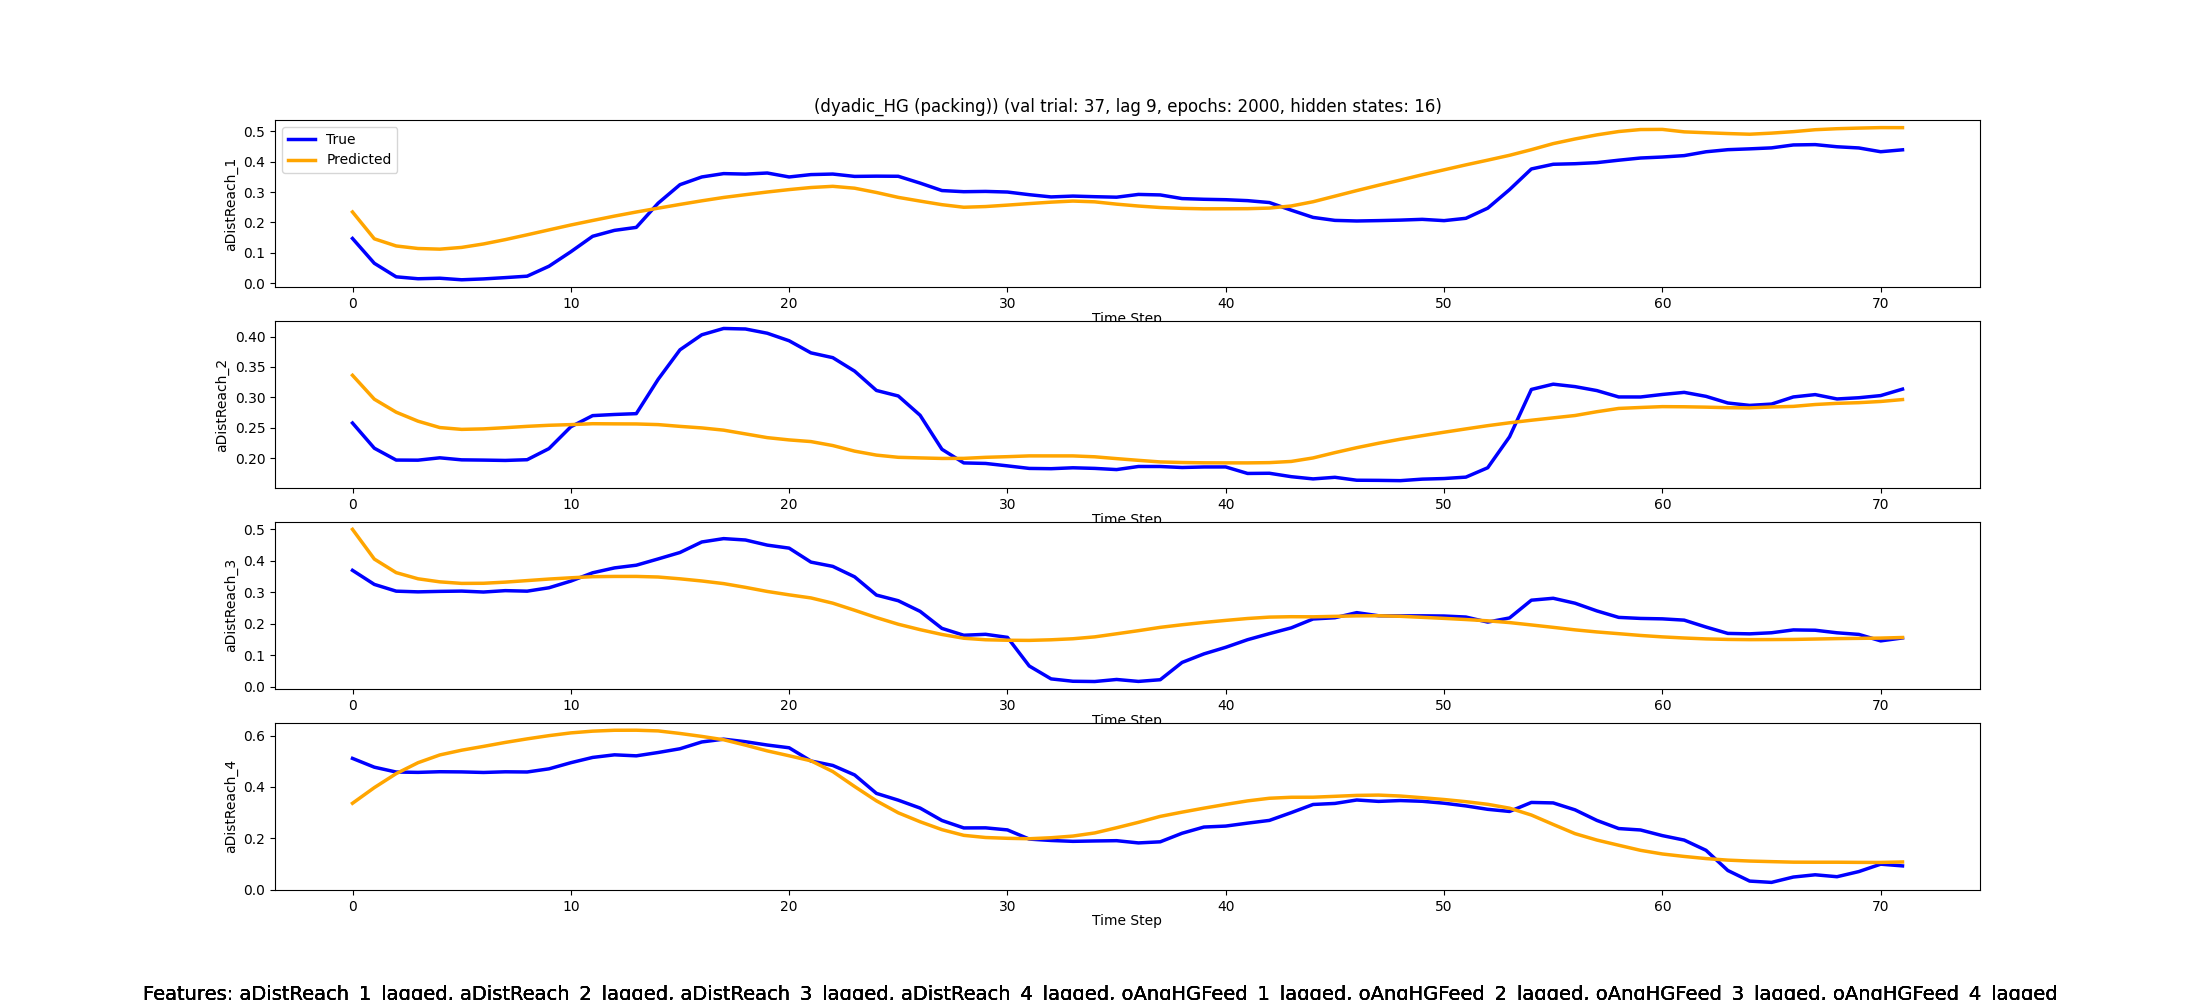 (dyadic_HG (packing)) (val trial: 37, lag 9, epochs: 2000, hidden states: 16)
True
Predicted
aDistReach_1
0.5
0.4
0.3
0.2
0.1
0.0
0 10 20 30 40 50 60 70
Time Step
aDistReach_2
0.40
0.35
0.30
0.25
0.20
0 10 20 30 40 50 60 70
Time Step
aDistReach_3
0.5
0.4
0.3
0.2
0.1
0.0
0 10 20 30 40 50 60 70
Time Step
aDistReach_4
0.6
0.4
0.2
0.0
0 10 20 30 40 50 60 70
Time Step
Features: aDistReach_1_lagged, aDistReach_2_lagged, aDistReach_3_lagged, aDistReach_4_lagged, oAngHGFeed_1_lagged, oAngHGFeed_2_lagged, oAngHGFeed_3_lagged, oAngHGFeed_4_lagged